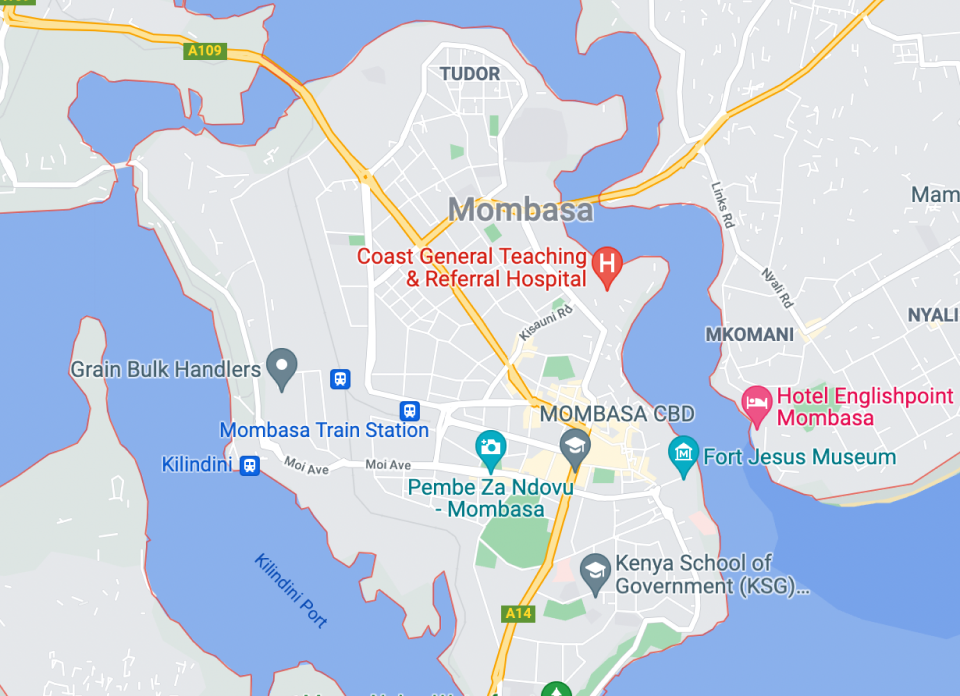 A109
TUDOR
Mombasa
Links Rd
Mam
Coast General Teaching
& Referral Hospital
H
Nyali Rd
Kisauni Rd
NYALI
MKOMANI
Grain Bulk Handlers
Hotel Englishpoint
Mombasa
MOMBASA CBD
Mombasa Train Station
Kilindini
Moi Ave
Moi Ave
Fort Jesus Museum
Pembe Za Ndovu
- Mombasa
Kilindini Port
Kenya School of
Government (KSG)...
A14